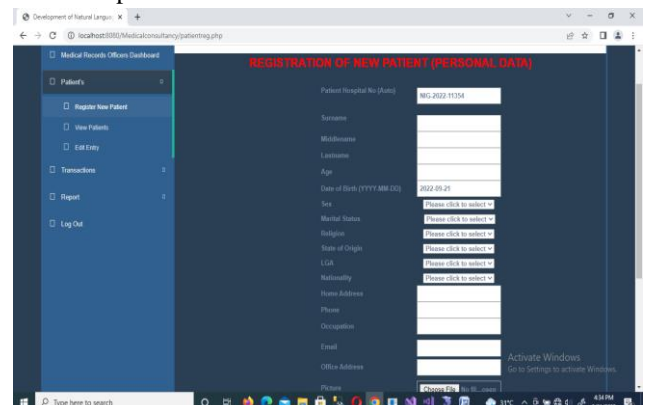 Development of Natural Langua
localhost:8080/Medicalconsultancy/patientreg.php
Medical Records Officers Dashboard
REGISTRATION OF NEW PATIENT (PERSONAL DATA)
Patient's
Patient Hospital No (Auto)
NIG-2022-11354
Register New Patient
Surname
View Patients
Middlename
Edit Entry
Lastname
Age
Transactions
Date of Birth (YYYY-MM-DD)
2022-09-21
Report
Sex
Please click to select
Marital Status
Please click to select
Log Out
Religion
Please click to select
State of Origin
Please click to select
LGA
Please click to select
Nationality
Please click to select
Home Address
Phone
Occupation
Email
Activate Windows
Office Address
Go to Settings to activate Windows.
Picture
Choose File
Type here to search
31°C
4:34 PM